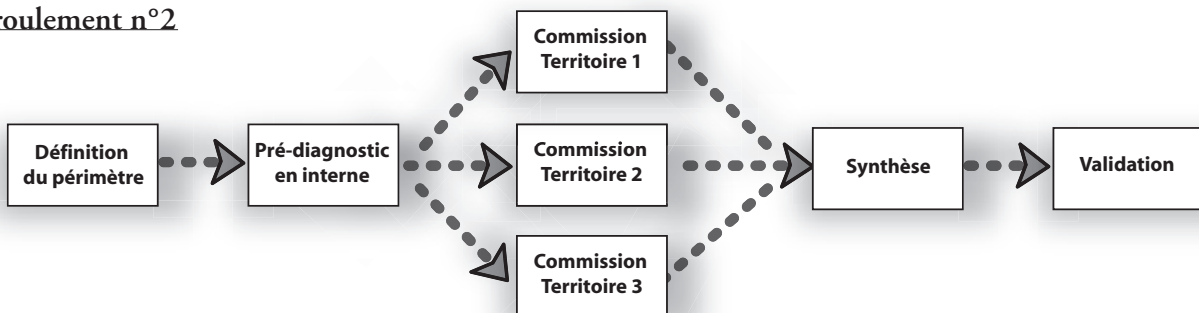 roulement n°2
Définition
du périmètre
Pré-diagnostic
en interne
Commission
Territoire 1
Commission
Territoire 2
Commission
Territoire 3
Synthèse
Validation